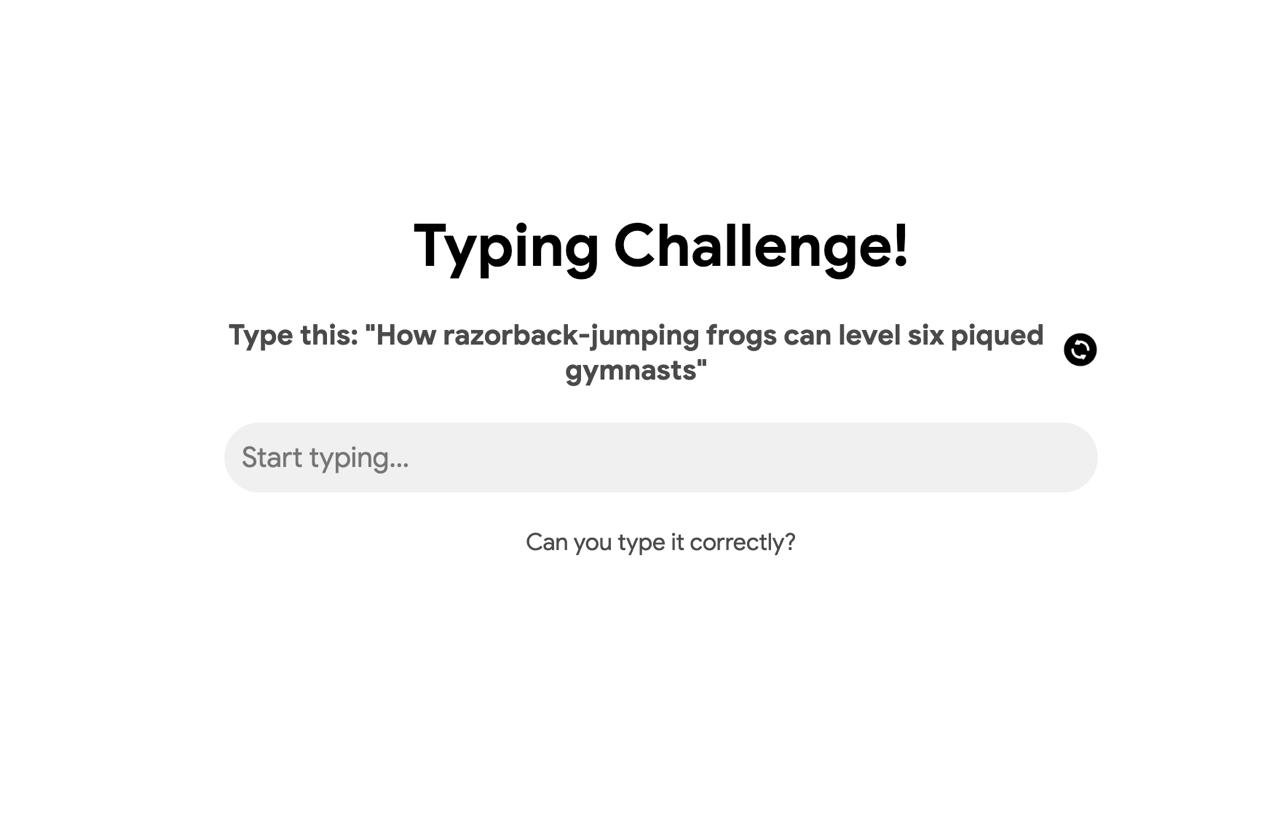 Typing Challenge!
Type this: "How razorback-jumping frogs can level six piqued
gymnasts"
Start typing...
Can you type it correctly?